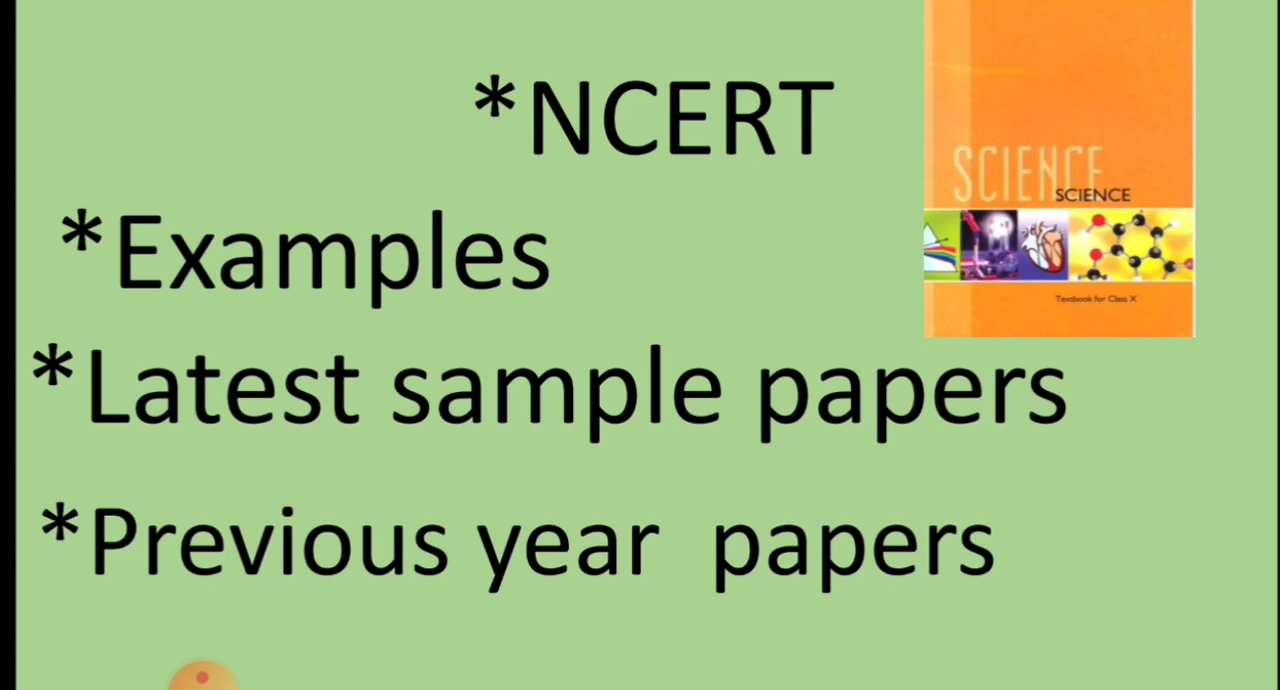 *NCERT
SCIENCE
SCIENCE
Textbook for Class X
*Examples
*Latest sample papers
*Previous year papers